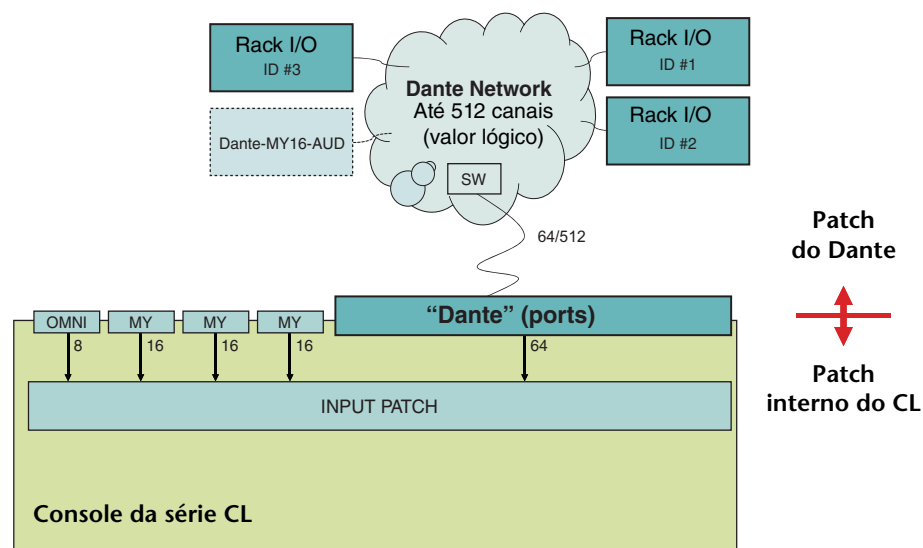 Rack I/O
ID #3
Dante-MY16-AUD
Dante Network
Até 512 canais
(valor lógico)
SW
Rack I/O
ID #1
Rack I/O
ID #2
64/512
Patch
do Dante
OMNI
MY
MY
MY
“Dante” (ports)
8
16
16
16
64
INPUT PATCH
Patch
interno do CL
Console da série CL